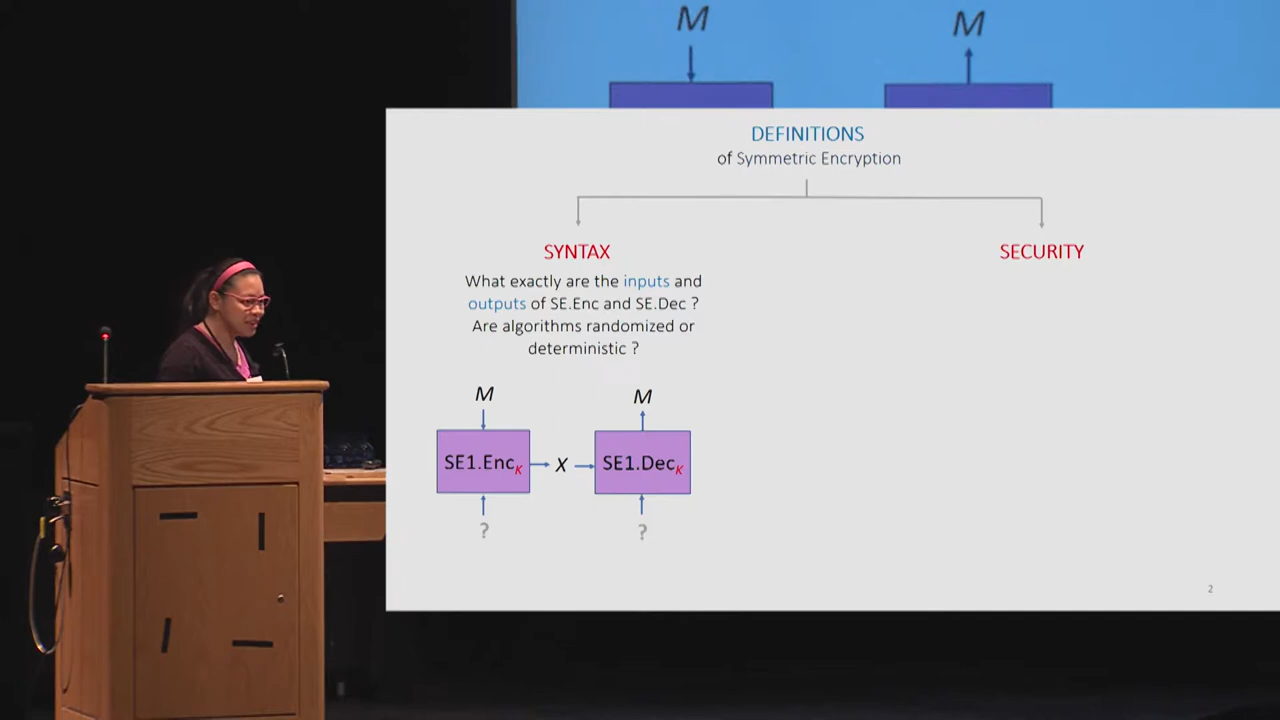 M
M
DEFINITIONS
of Symmetric Encryption
SYNTAX
SECURITY
What exactly are the inputs and
outputs of SE.Enc and SE.Dec ?
Are algorithms randomized or
deterministic ?
M
M
SE1.Enc_K
X
SE1.Dec_K
?
?
2